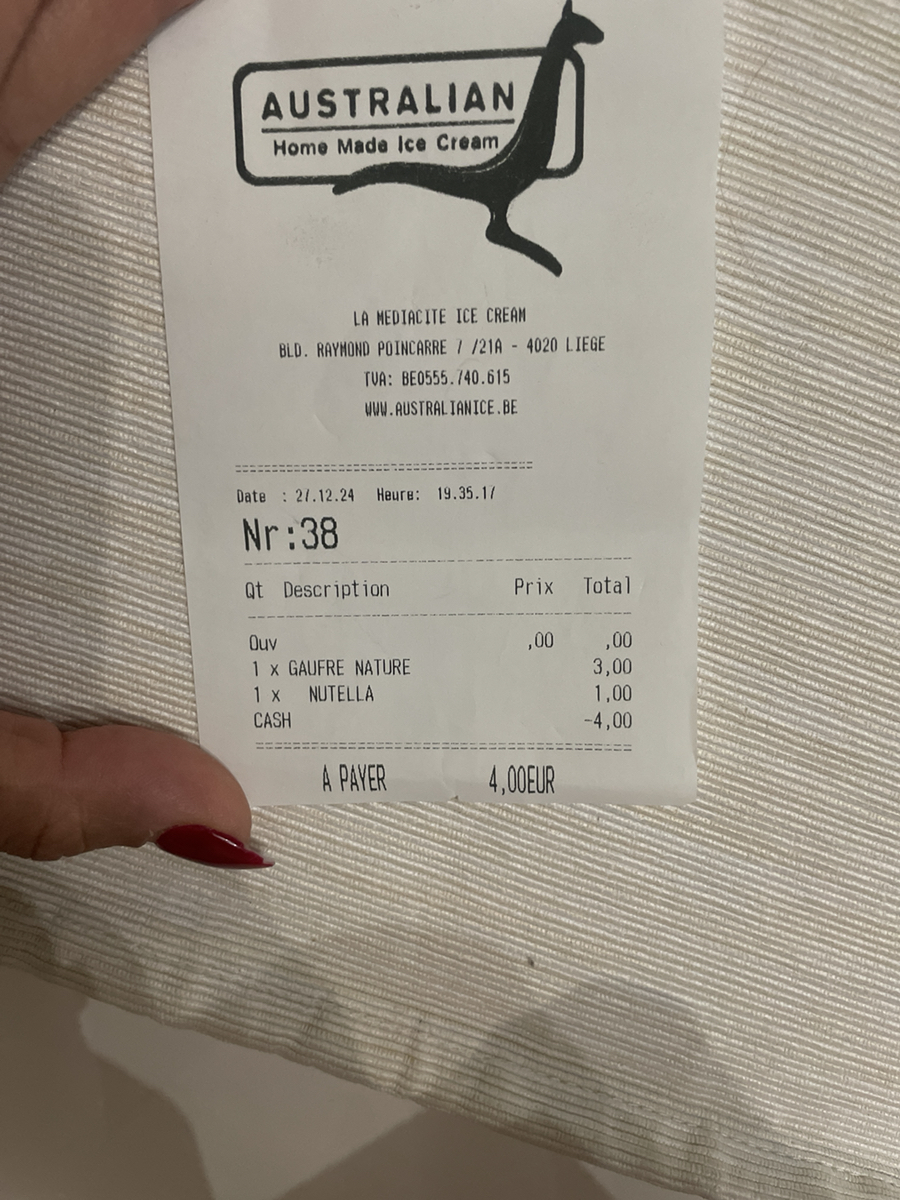 AUSTRALIAN
Home Made Ice Cream
LA MEDIACITE ICE CREAM
BLD. RAYMOND POINCARRE 7 /21A - 4020 LIEGE
TVA: BE0555.740.615
WWW.AUSTRALIANICE.BE
Date : 27.12.24 Heure: 19.35.17
Nr:38
Qt Description Prix Total
Ouv ,00 ,00
1 x GAUFRE NATURE 3,00
1 x NUTELLA 1,00
CASH -4,00
A PAYER 4,00EUR